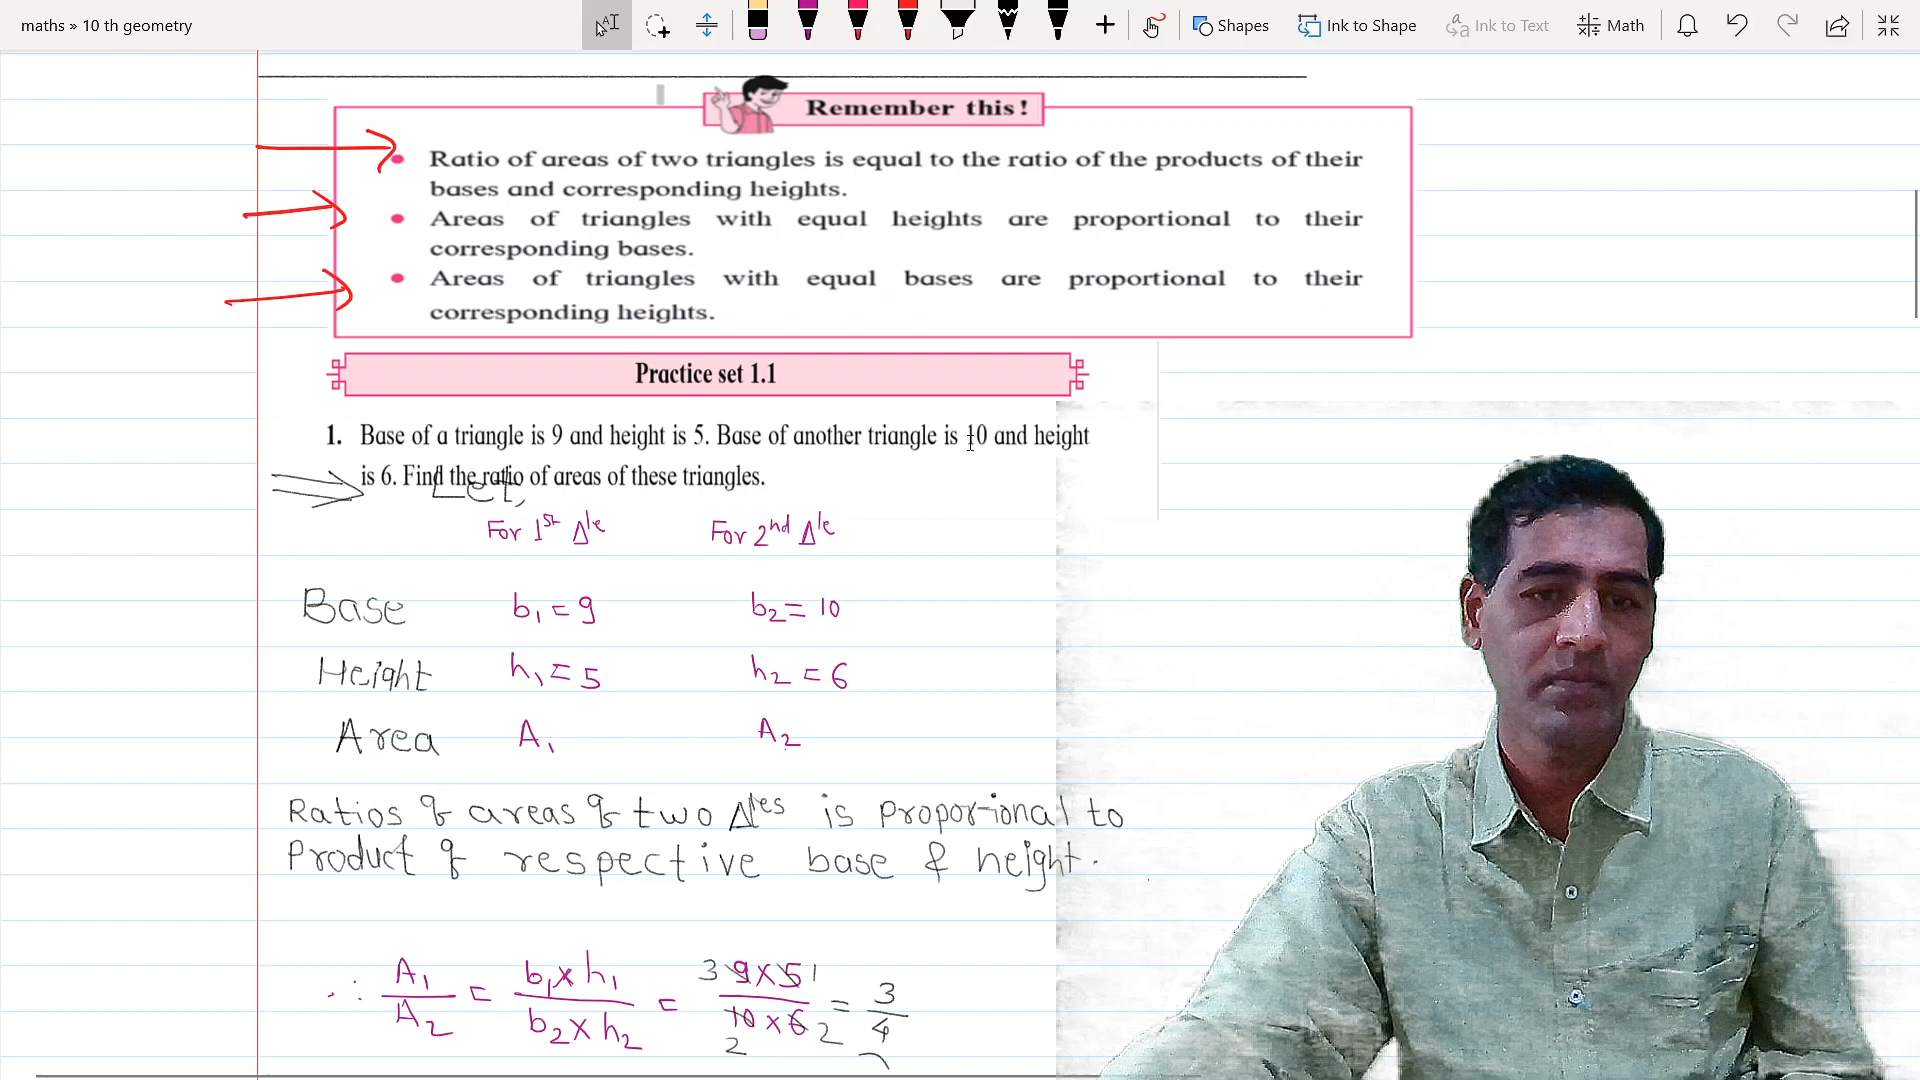 maths » 10 th geometry
Shapes
Ink to Shape
Ink to Text
Math
Remember this!
• Ratio of areas of two triangles is equal to the ratio of the products of their
bases and corresponding heights.
• Areas of triangles with equal heights are proportional to their
corresponding bases.
• Areas of triangles with equal bases are proportional to their
corresponding heights.
Practice set 1.1
1. Base of a triangle is 9 and height is 5. Base of another triangle is 10 and height
is 6. Find the ratio of areas of these triangles.
Let,
For 1st Δle For 2nd Δle
Base b₁ = 9 b₂ = 10
Height h₁ = 5 h₂ = 6
Area A₁ A₂
Ratios of areas of two Δles is proportional to
Product of respective base & height.
∴ A₁/A₂ = b₁×h₁/b₂×h₂ = 3 9×5 1/10×6 2 2 = 3/4